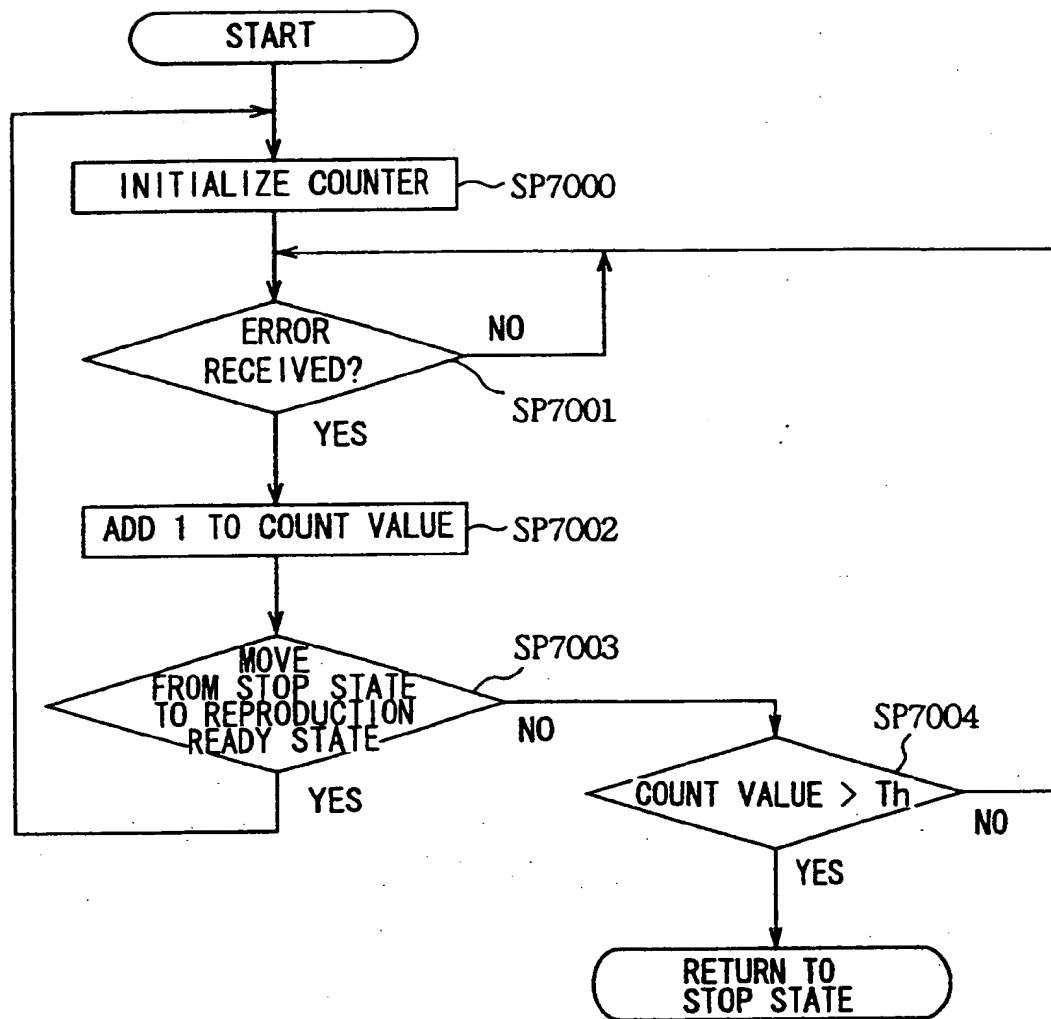 START
INITIALIZE COUNTER
SP7000
ERROR
RECEIVED?
NO
SP7001
YES
ADD 1 TO COUNT VALUE
SP7002
MOVE
FROM STOP STATE
TO REPRODUCTION
READY STATE
SP7003
NO
YES
SP7004
COUNT VALUE > Th
NO
YES
RETURN TO
STOP STATE